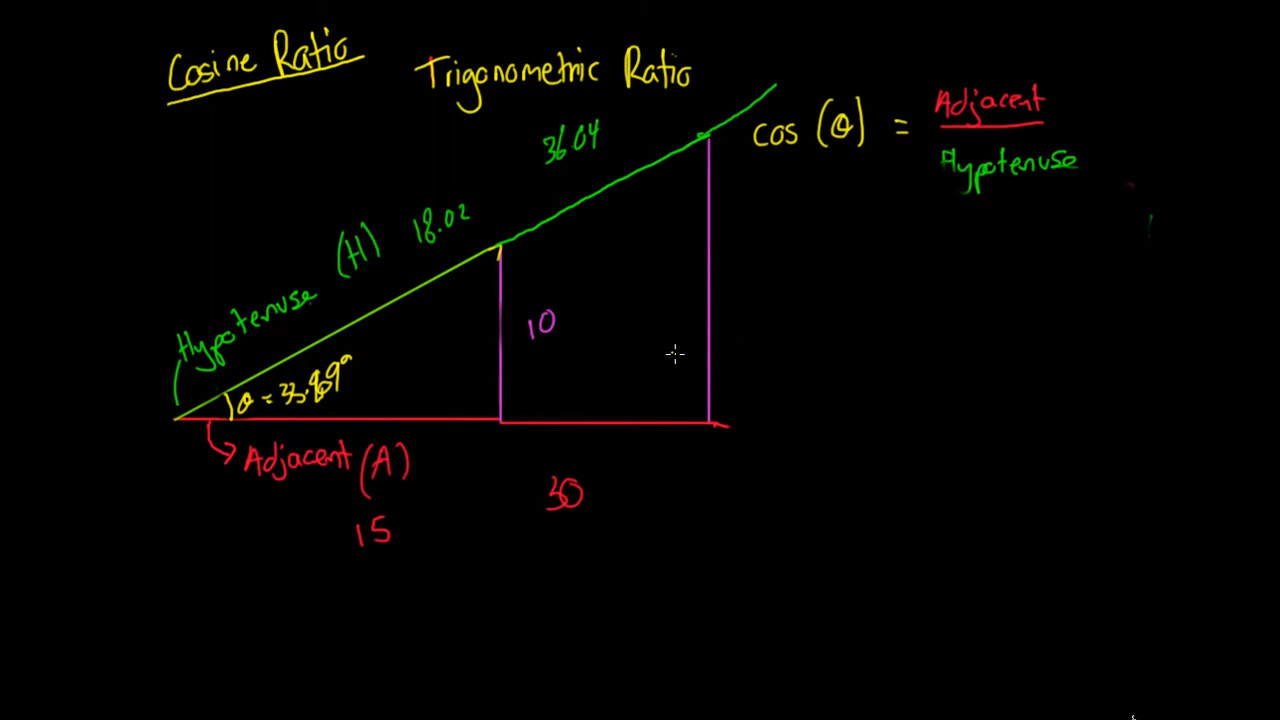 Cosine Ratio
Trigonometric Ratio
cos (θ) = Adjacent
Hypotenuse
36.04
Hypotenuse (H) 18.02
10
Adjacent (A)
30
15